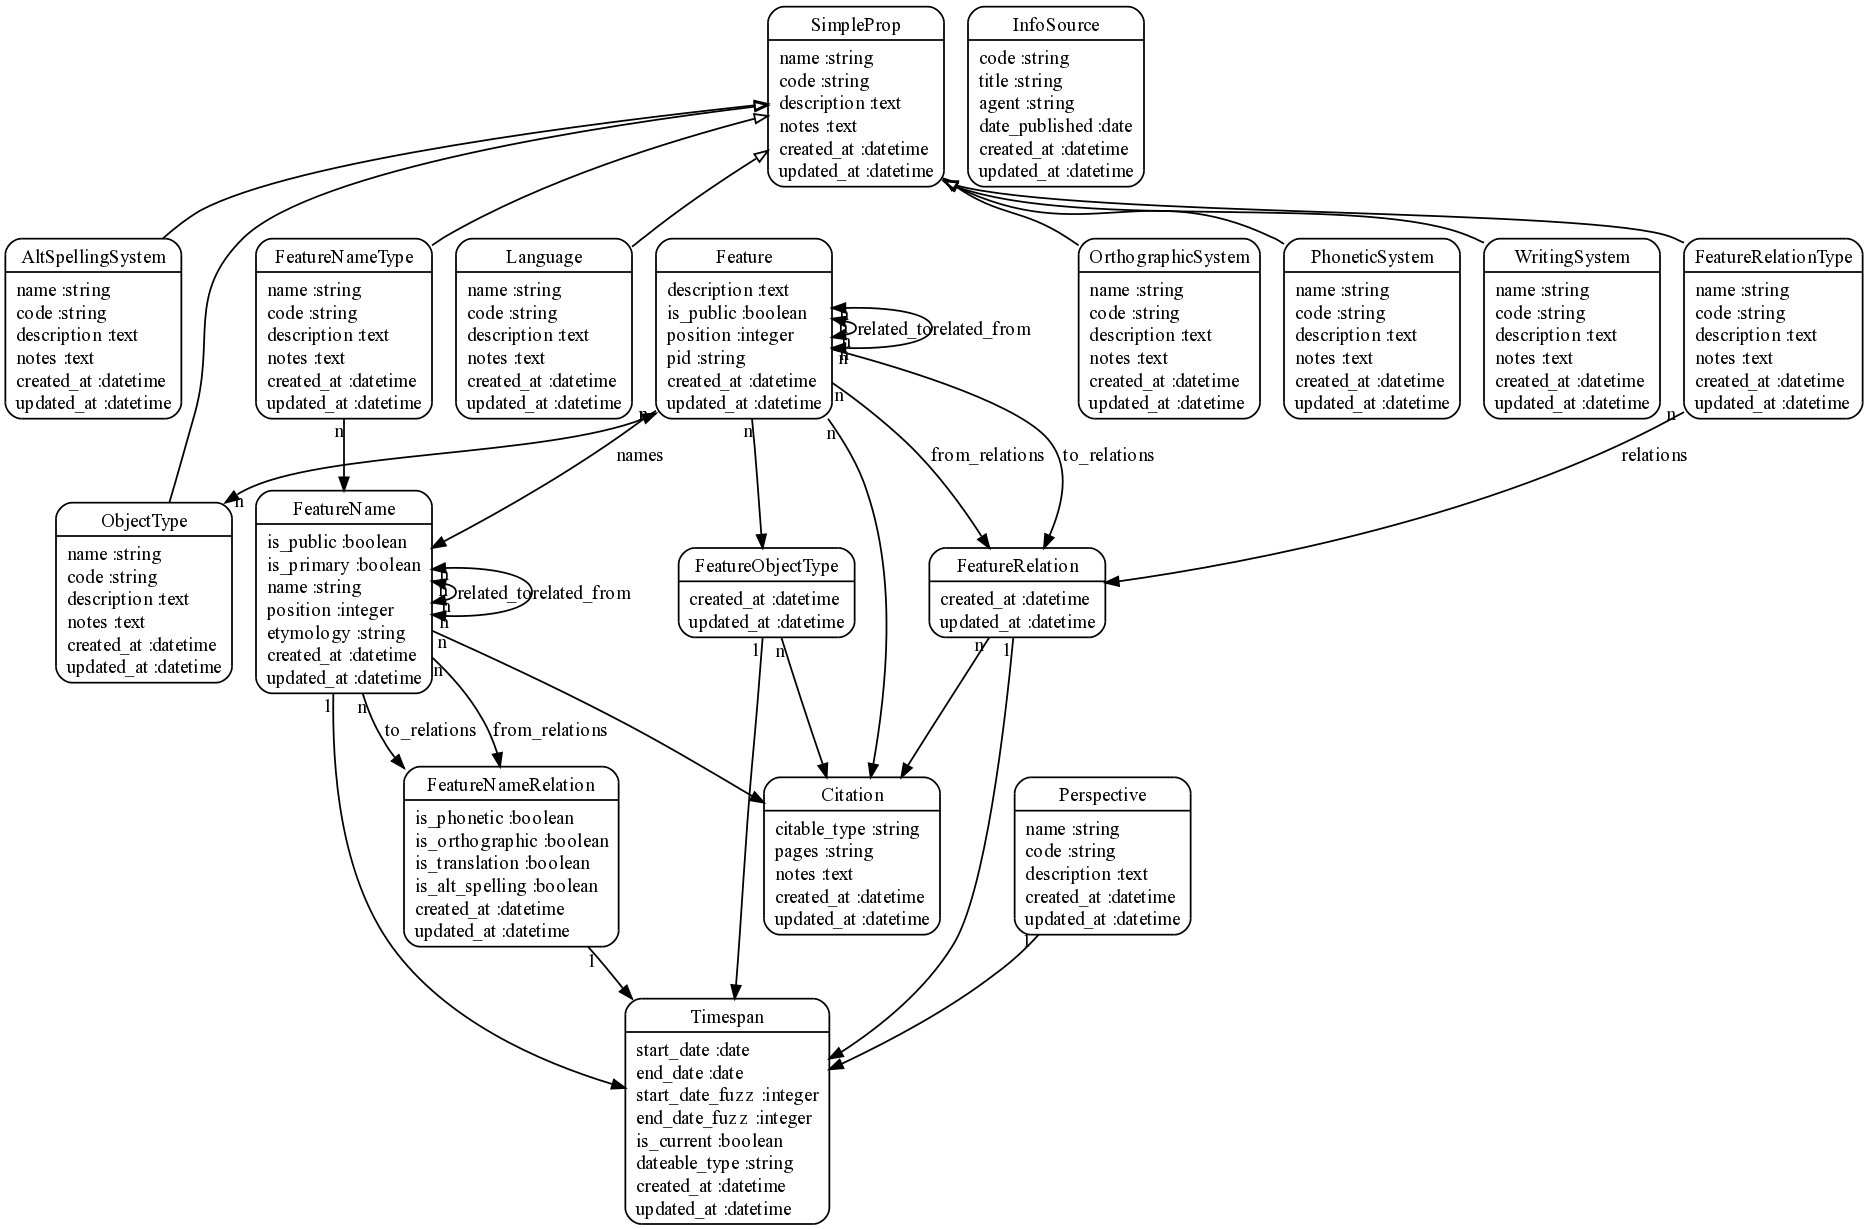 SimpleProp
name :string
code :string
description :text
notes :text
created_at :datetime
updated_at :datetime
InfoSource
code :string
title :string
agent :string
date_published :date
created_at :datetime
updated_at :datetime
AltSpellingSystem
name :string
code :string
description :text
notes :text
created_at :datetime
updated_at :datetime
FeatureNameType
name :string
code :string
description :text
notes :text
created_at :datetime
updated_at :datetime
n
Language
name :string
code :string
description :text
notes :text
created_at :datetime
updated_at :datetime
Feature
description :text
is_public :boolean
position :integer
pid :string
created_at :datetime
updated_at :datetime
n
n
n
n
related_to
related_from
n
n
n
n
n
names
from_relations
to_relations
OrthographicSystem
name :string
code :string
description :text
notes :text
created_at :datetime
updated_at :datetime
PhoneticSystem
name :string
code :string
description :text
notes :text
created_at :datetime
updated_at :datetime
WritingSystem
name :string
code :string
description :text
notes :text
created_at :datetime
updated_at :datetime
FeatureRelationType
name :string
code :string
description :text
notes :text
created_at :datetime
updated_at :datetime
n
relations
n
ObjectType
name :string
code :string
description :text
notes :text
created_at :datetime
updated_at :datetime
FeatureName
is_public :boolean
is_primary :boolean
name :string
position :integer
etymology :string
created_at :datetime
updated_at :datetime
n
n
n
n
related_to
related_from
n
n
1
n
to_relations
from_relations
FeatureObjectType
created_at :datetime
updated_at :datetime
1
n
FeatureRelation
created_at :datetime
updated_at :datetime
n
1
FeatureNameRelation
is_phonetic :boolean
is_orthographic :boolean
is_translation :boolean
is_alt_spelling :boolean
created_at :datetime
updated_at :datetime
1
Citation
citable_type :string
pages :string
notes :text
created_at :datetime
updated_at :datetime
Perspective
name :string
code :string
description :text
created_at :datetime
updated_at :datetime
1
Timespan
start_date :date
end_date :date
start_date_fuzz :integer
end_date_fuzz :integer
is_current :boolean
dateable_type :string
created_at :datetime
updated_at :datetime